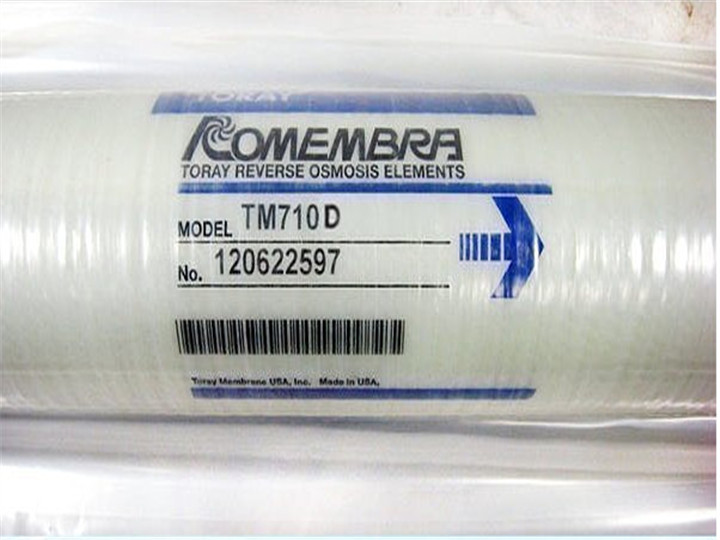 TORAY
ROMEMBRA
TORAY REVERSE OSMOSIS ELEMENTS
MODEL TM710D
No. 120622597
Toray Membrane USA, Inc. Made in USA,